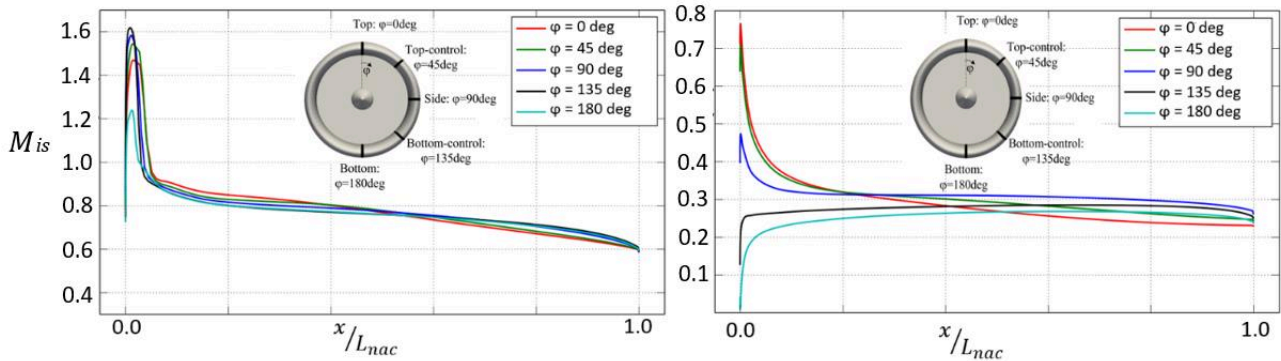 1.6
1.4
1.2
1.0
0.8
0.6
0.4
M_is
0.0
x/L_nac
1.0
Top: φ=0deg
Top-control:
φ=45deg
φ
Side: φ=90deg
Bottom-control:
φ=135deg
Bottom:
φ=180deg
φ = 0 deg
φ = 45 deg
φ = 90 deg
φ = 135 deg
φ = 180 deg
0.8
0.7
0.6
0.5
0.4
0.3
0.2
0.1
0.0
x/L_nac
1.0
Top: φ=0deg
Top-control:
φ=45deg
φ
Side: φ=90deg
Bottom-control:
φ=135deg
Bottom:
φ=180deg
φ = 0 deg
φ = 45 deg
φ = 90 deg
φ = 135 deg
φ = 180 deg